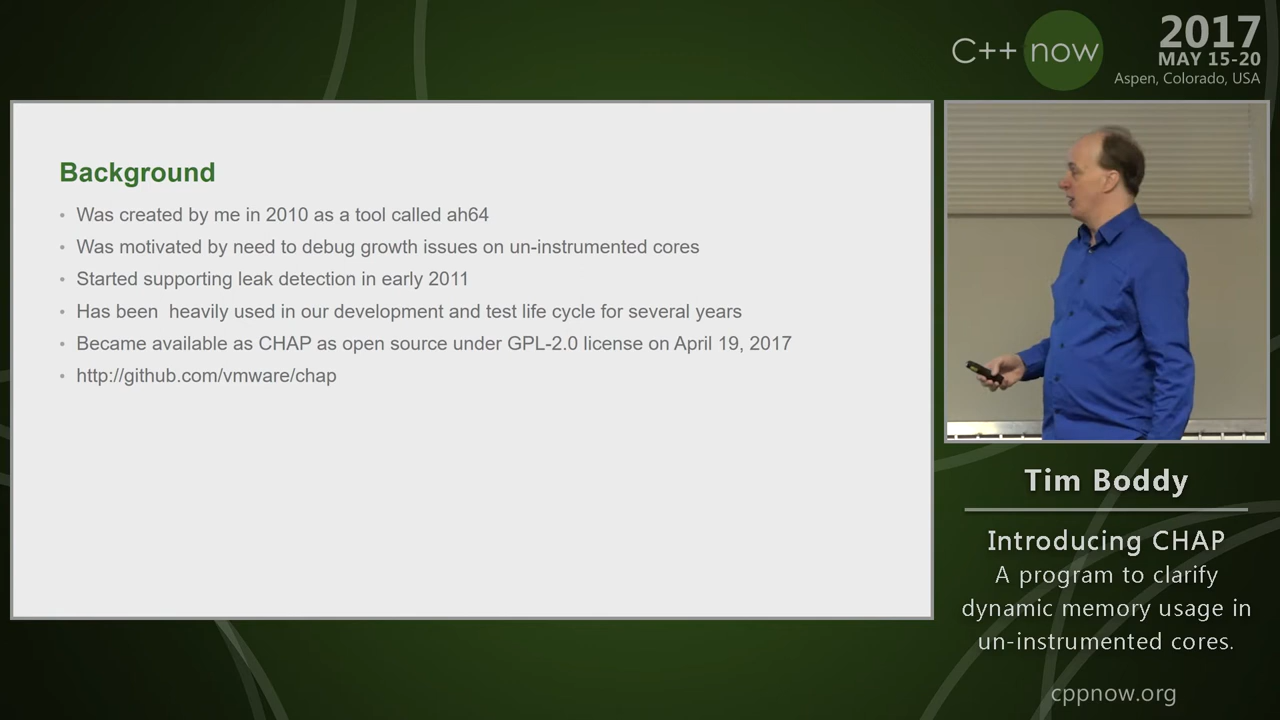 C++ now
2017
MAY 15-20
Aspen, Colorado, USA
Background
• Was created by me in 2010 as a tool called ah64
• Was motivated by need to debug growth issues on un-instrumented cores
• Started supporting leak detection in early 2011
• Has been  heavily used in our development and test life cycle for several years
• Became available as CHAP as open source under GPL-2.0 license on April 19, 2017
• http://github.com/vmware/chap
Tim Boddy
Introducing CHAP
A program to clarify
dynamic memory usage in
un-instrumented cores.
cppnow.org